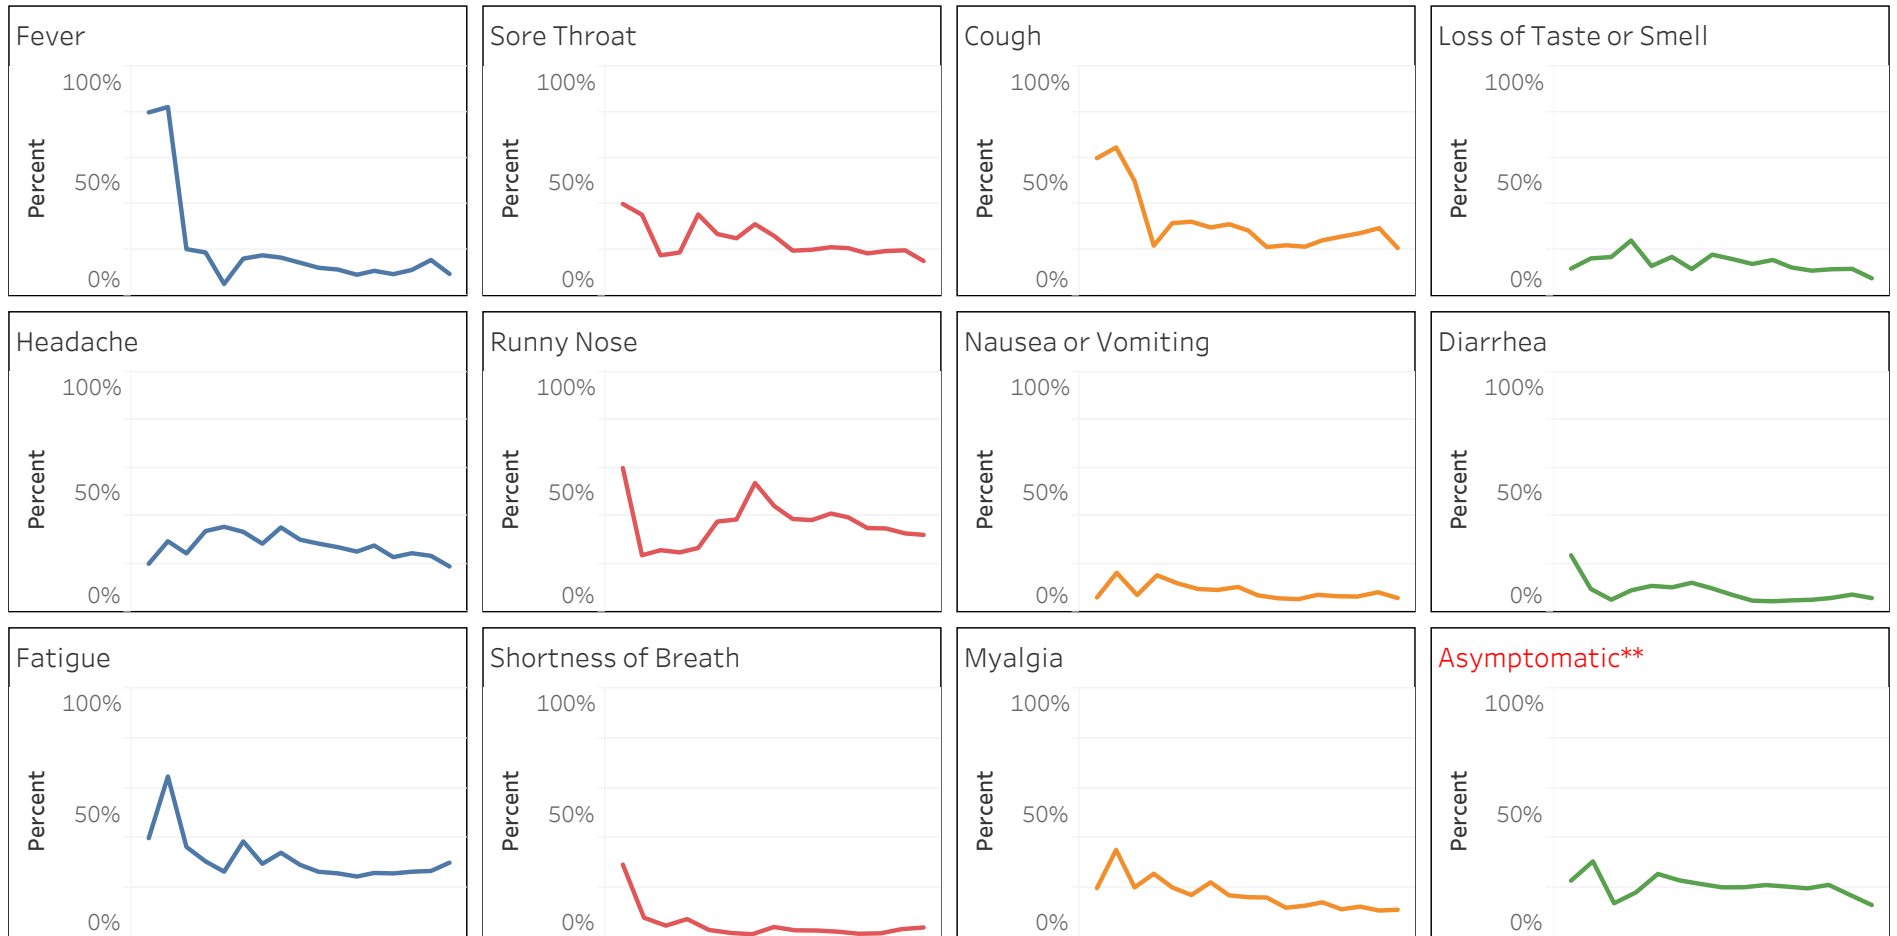 Fever
100%
50%
0%
Percent
Sore Throat
100%
50%
0%
Percent
Cough
100%
50%
0%
Percent
Loss of Taste or Smell
100%
50%
0%
Percent
Headache
100%
50%
0%
Percent
Runny Nose
100%
50%
0%
Percent
Nausea or Vomiting
100%
50%
0%
Percent
Diarrhea
100%
50%
0%
Percent
Fatigue
100%
50%
0%
Percent
Shortness of Breath
100%
50%
0%
Percent
Myalgia
100%
50%
0%
Percent
Asymptomatic**
100%
50%
0%
Percent